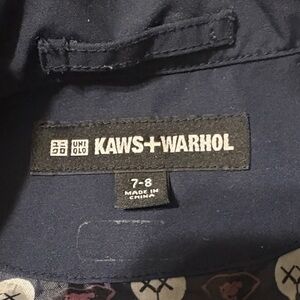 ユニ UNI KAWS+WARHOL
クロ QLO
7-8
MADE IN
CHINA